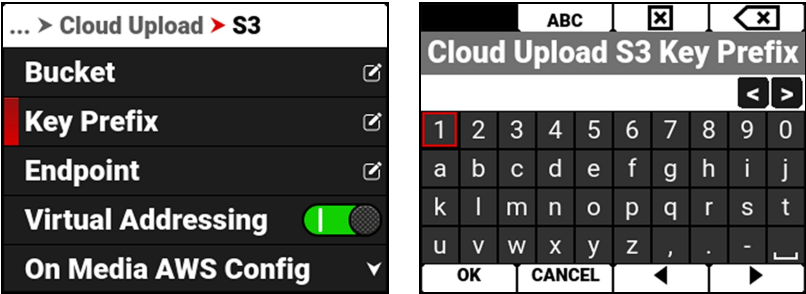 ... > Cloud Upload > S3
Bucket
Key Prefix
Endpoint
Virtual Addressing
On Media AWS Config
ABC
Cloud Upload S3 Key Prefix
< >
1 2 3 4 5 6 7 8 9 0
a b c d e f g h i j
k l m n o p q r s t
u v w x y z , . -
OK CANCEL